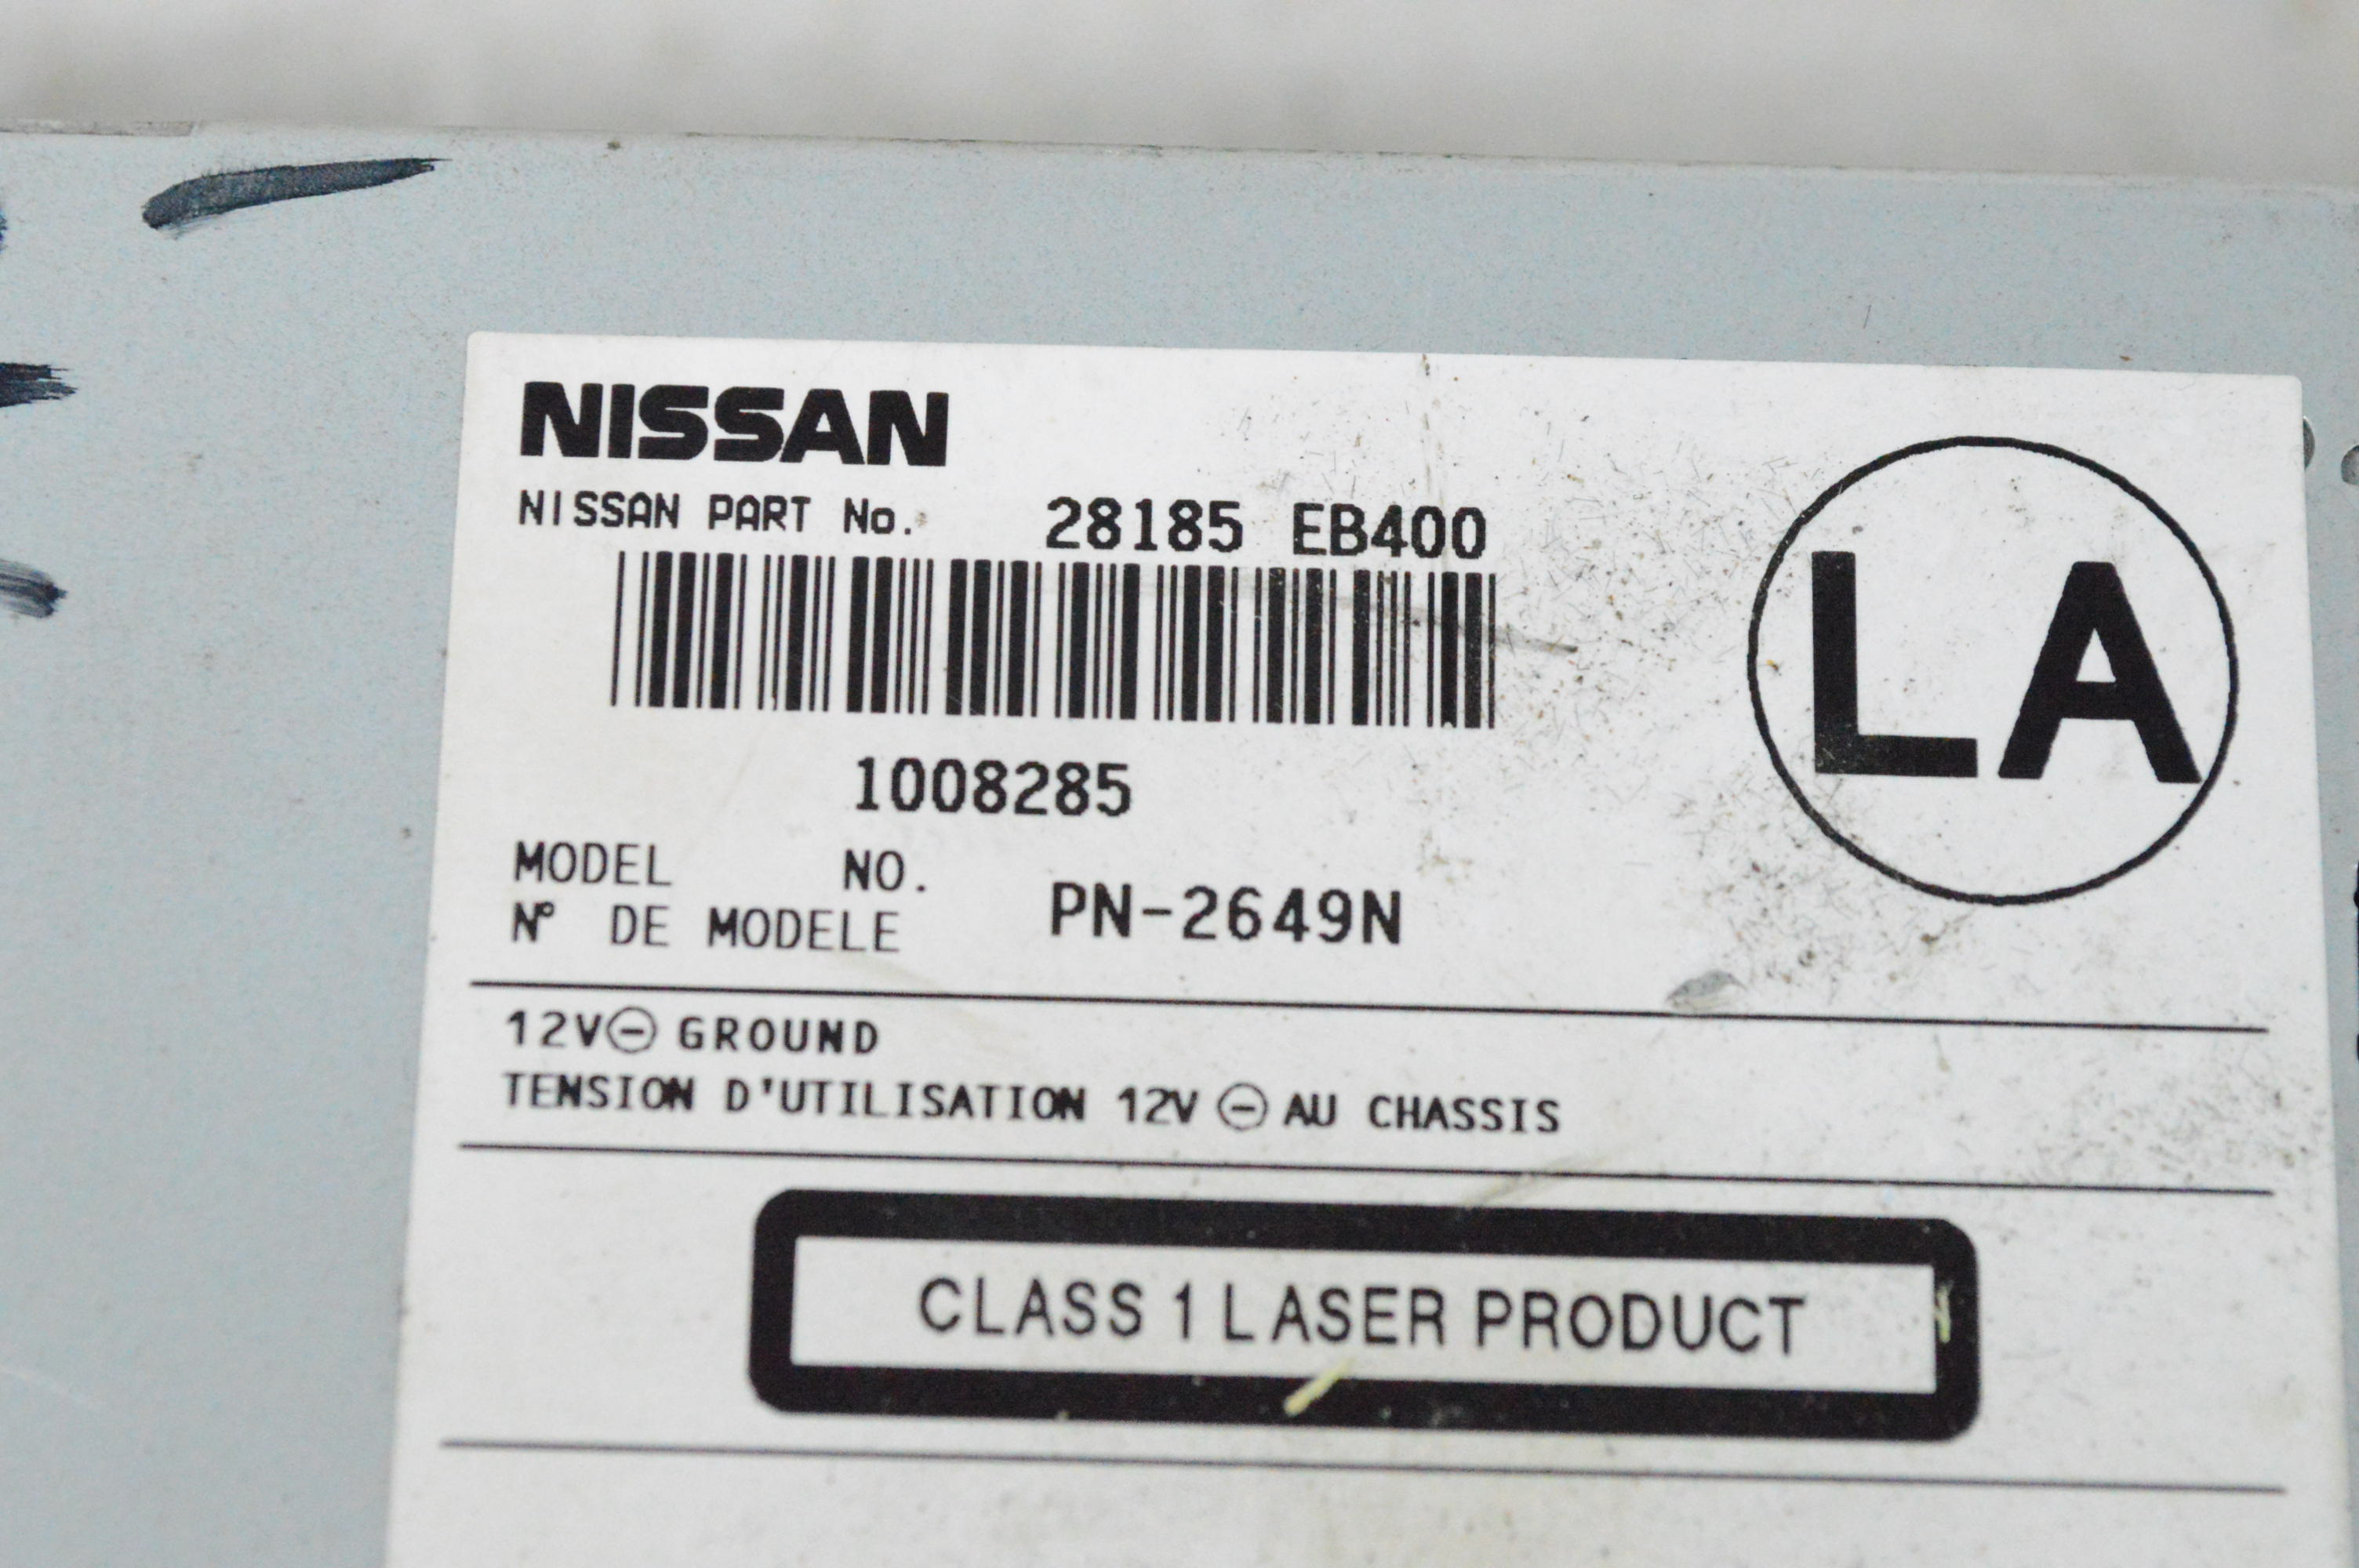 NISSAN
NISSAN PART No. 28185 EB400
LA
1008285
MODEL NO.
N° DE MODELE PN-2649N
12V⊖ GROUND
TENSION D'UTILISATION 12V ⊖ AU CHASSIS
CLASS 1 LASER PRODUCT